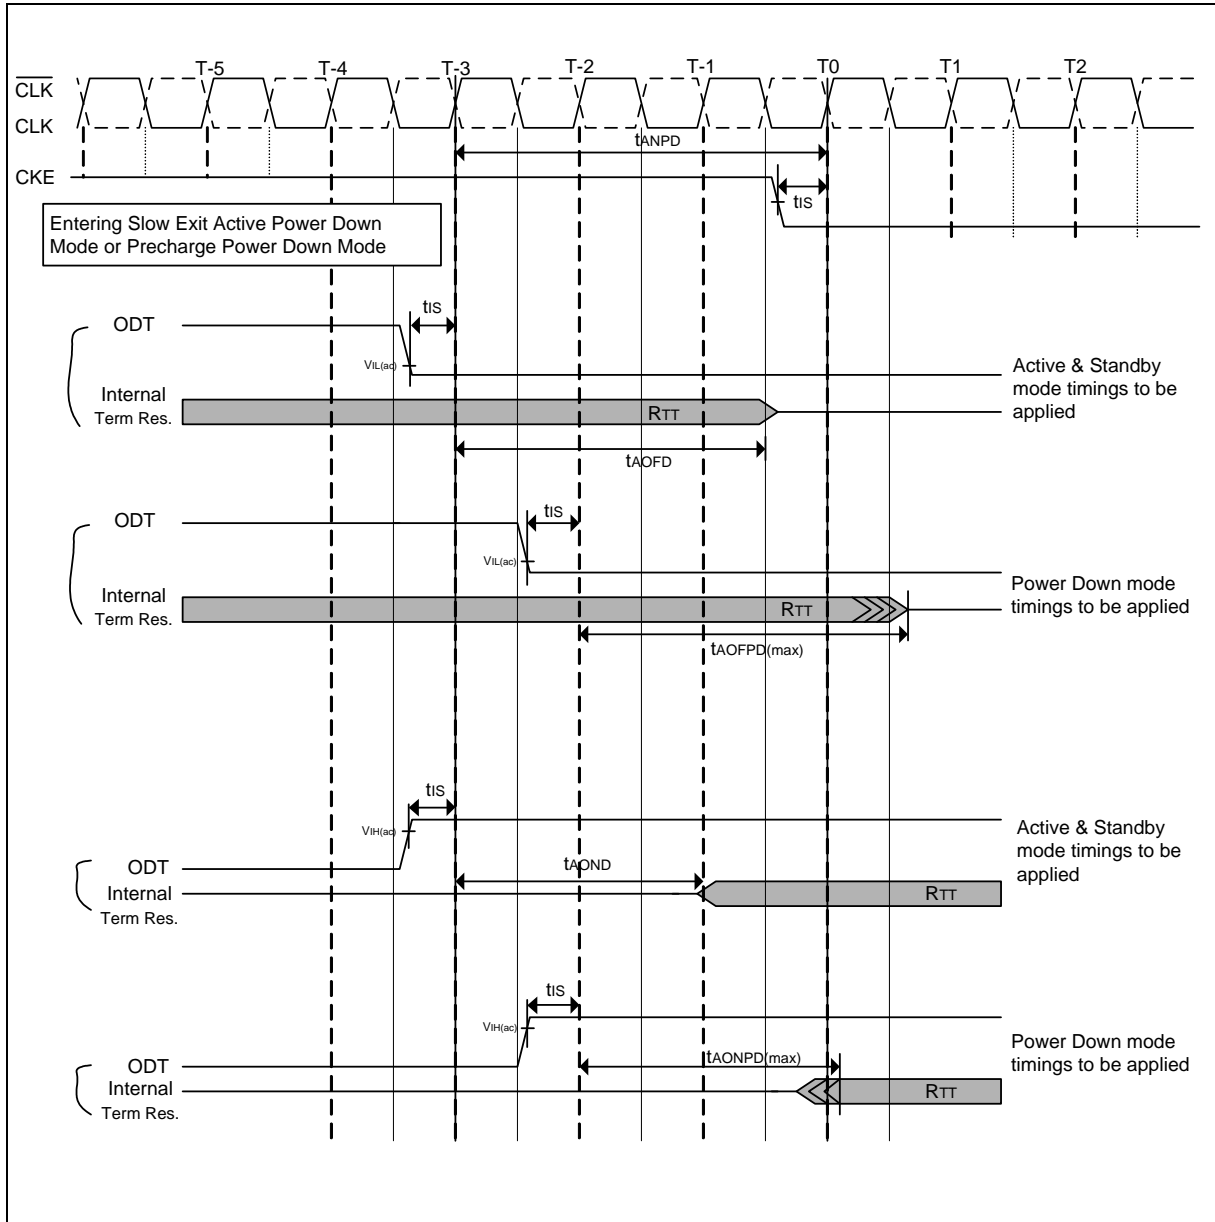 T-5 T-4 T-3 T-2 T-1 T0 T1 T2
CLK
CLK
tANPD
CKE
tIS
Entering Slow Exit Active Power Down
Mode or Precharge Power Down Mode
tIS
ODT
VIL(ac)
Active & Standby
mode timings to be
applied
Internal
Term Res.
RTT
tAOFD
ODT
tIS
VIL(ac)
Power Down mode
timings to be applied
Internal
Term Res.
RTT
tAOFPD(max)
tIS
VIH(ac)
Active & Standby
mode timings to be
applied
ODT
tAOND
Internal
Term Res.
RTT
tIS
VIH(ac)
Power Down mode
timings to be applied
ODT
tAONPD(max)
Internal
Term Res.
RTT